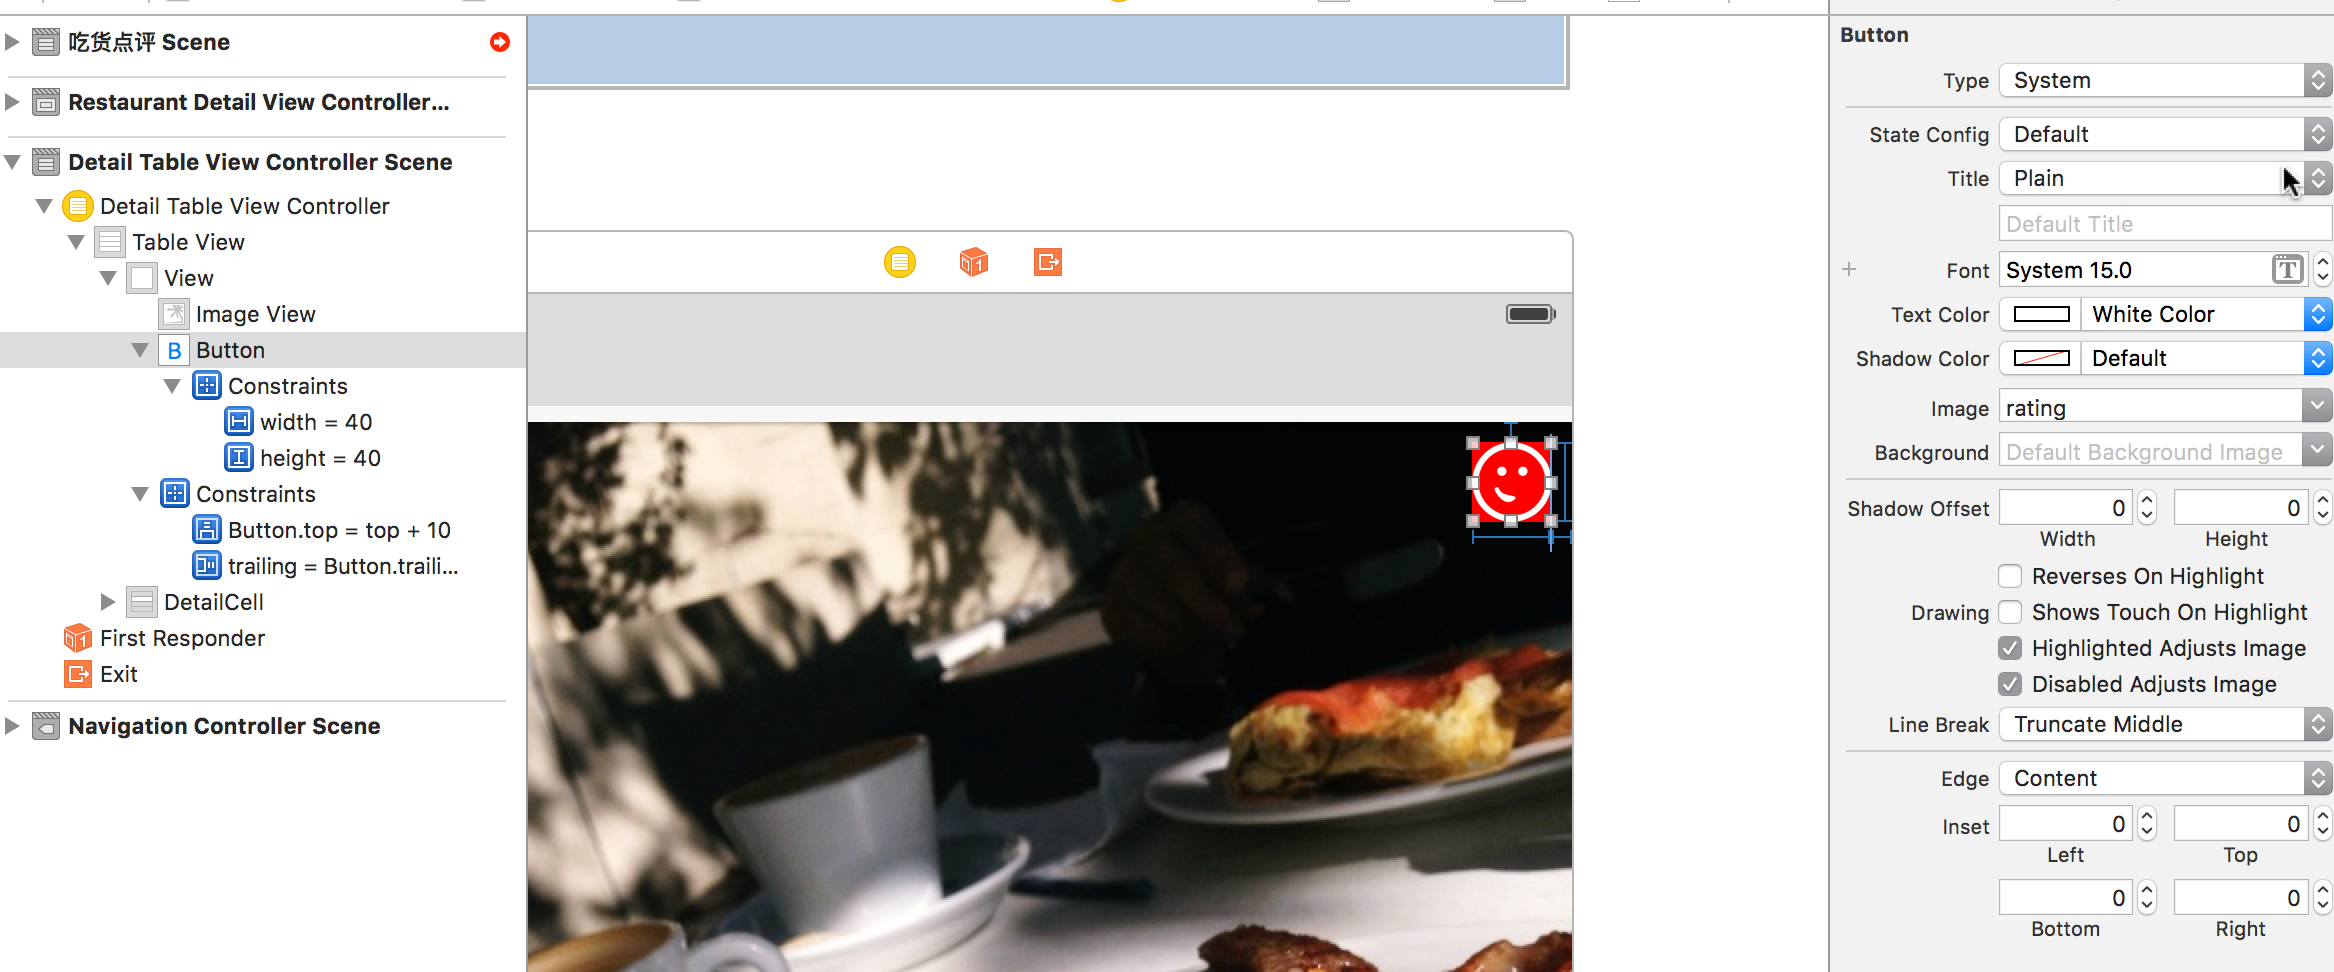 吃货点评 Scene
Restaurant Detail View Controller...
Detail Table View Controller Scene
Detail Table View Controller
Table View
View
Image View
B Button
Constraints
width = 40
height = 40
Constraints
Button.top = top + 10
trailing = Button.traili...
DetailCell
First Responder
Exit
Navigation Controller Scene
Button
Type System
State Config Default
Title Plain
Default Title
Font System 15.0 T
Text Color White Color
Shadow Color Default
Image rating
Background Default Background Image
Shadow Offset 0 0
Width Height
Reverses On Highlight
Drawing Shows Touch On Highlight
Highlighted Adjusts Image
Disabled Adjusts Image
Line Break Truncate Middle
Edge Content
Inset 0 0
Left Top
0 0
Bottom Right